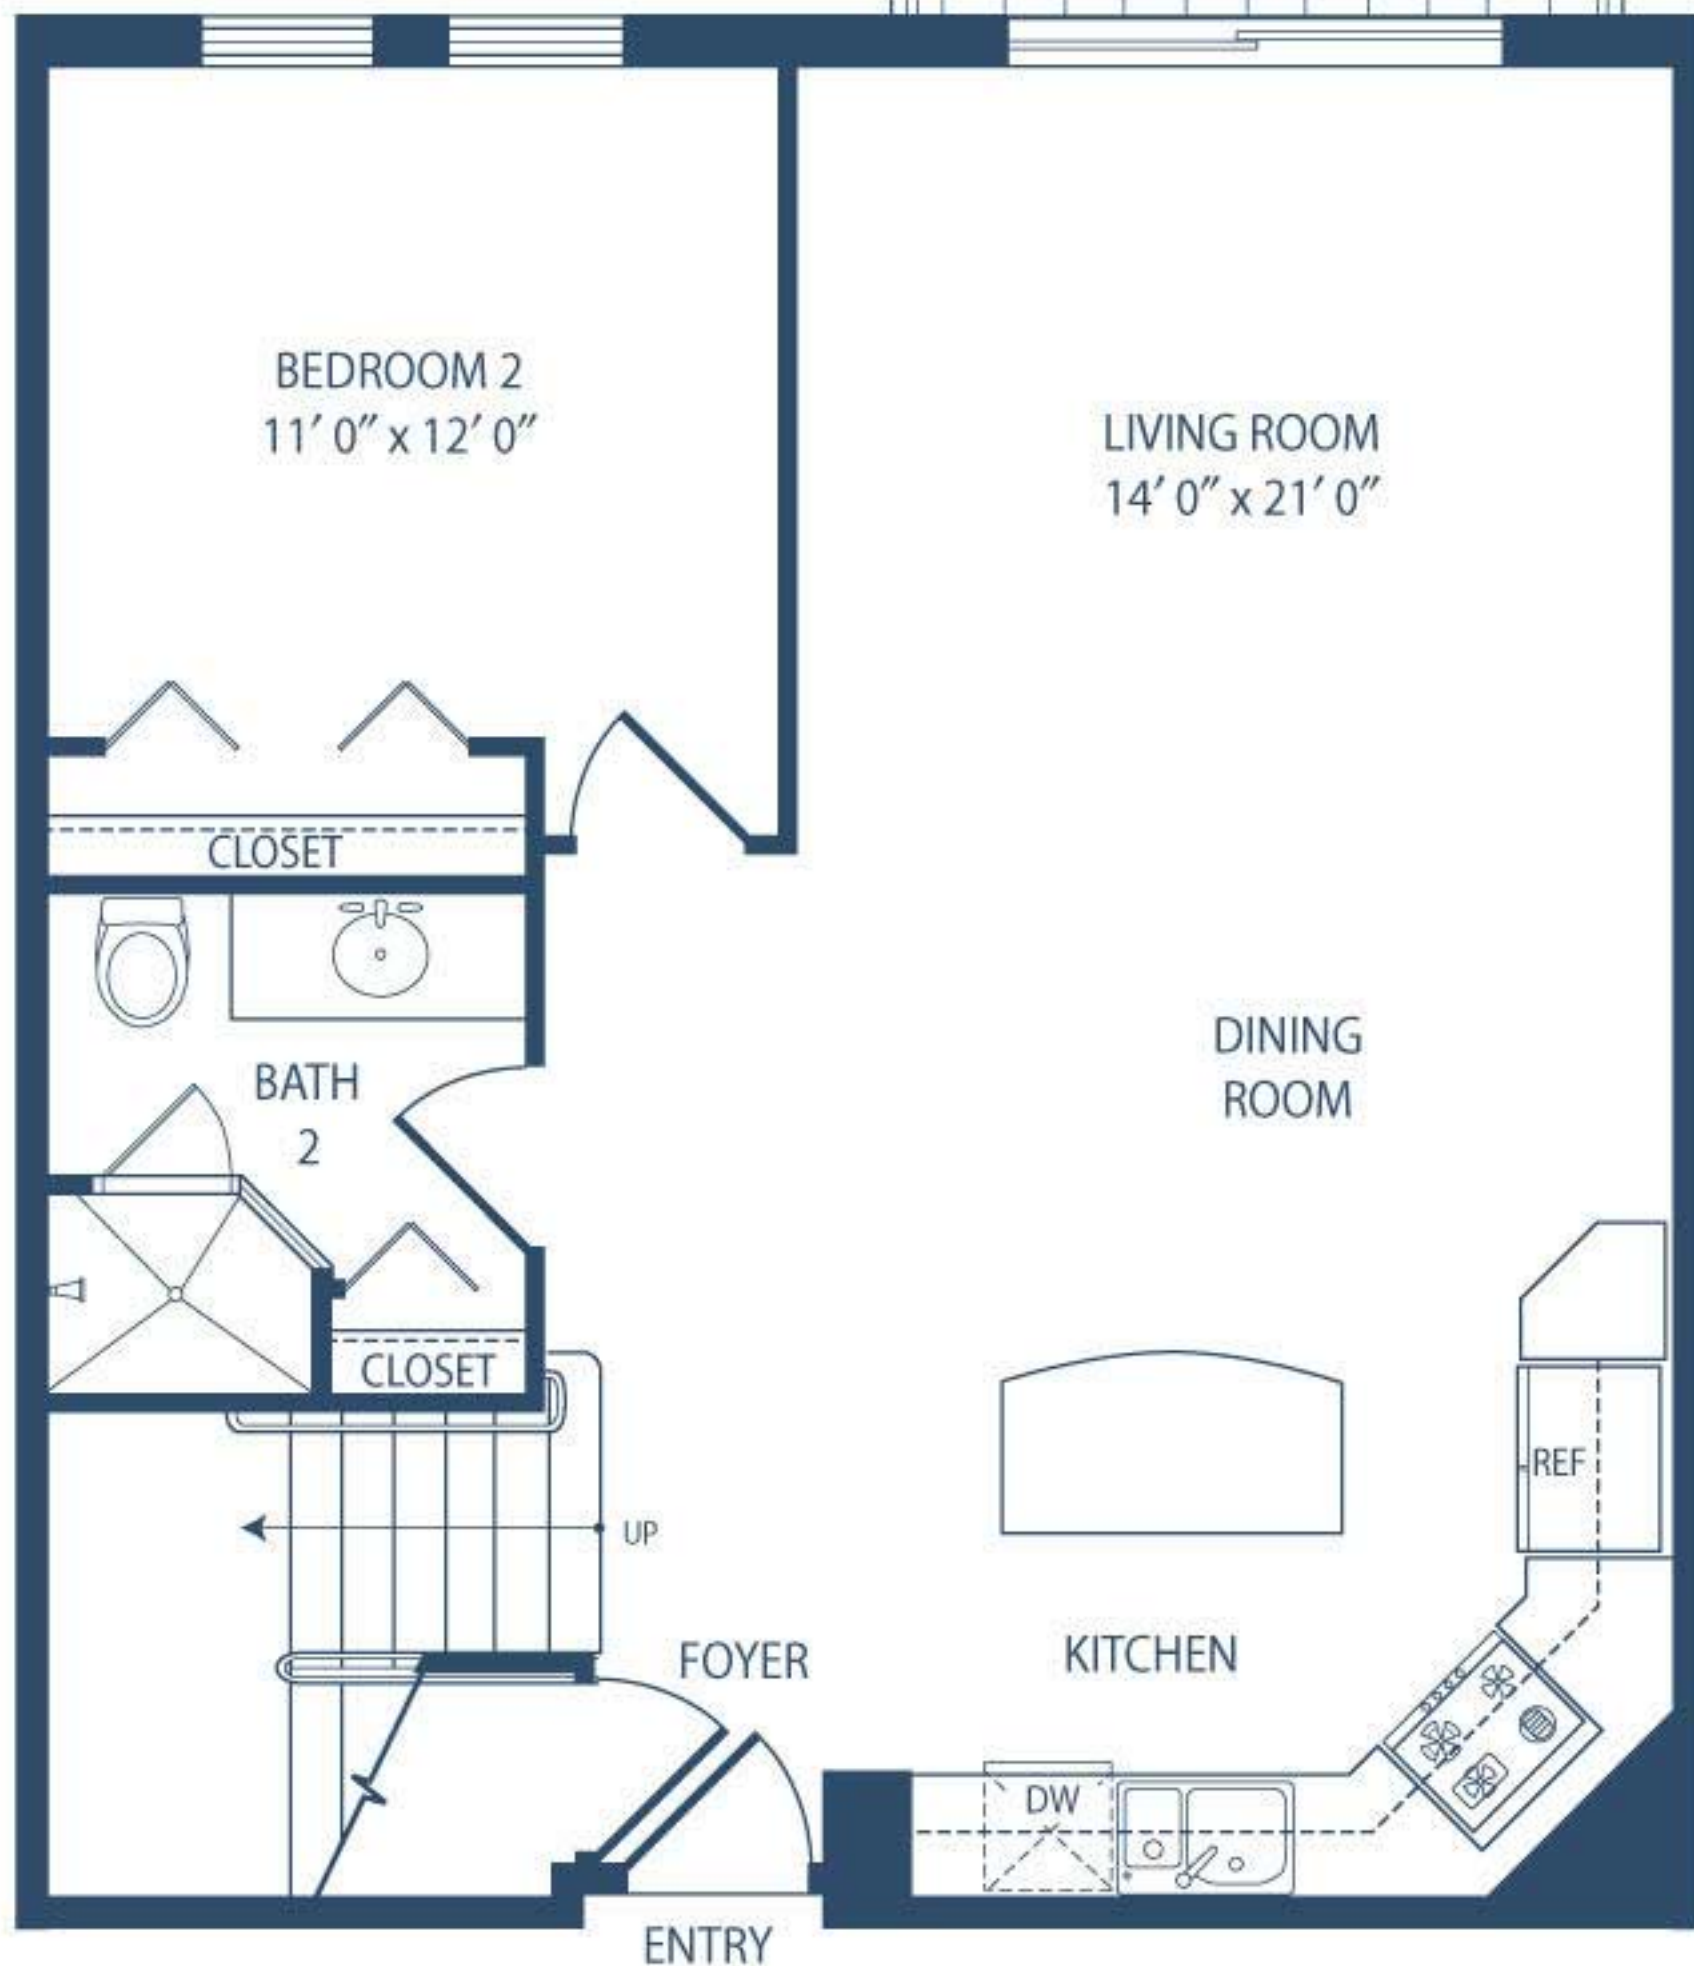 BEDROOM 2
11′ 0″ x 12′ 0″
LIVING ROOM
14′ 0″ x 21′ 0″
CLOSET
DINING
ROOM
BATH
2
CLOSET
REF
UP
FOYER
KITCHEN
DW
ENTRY